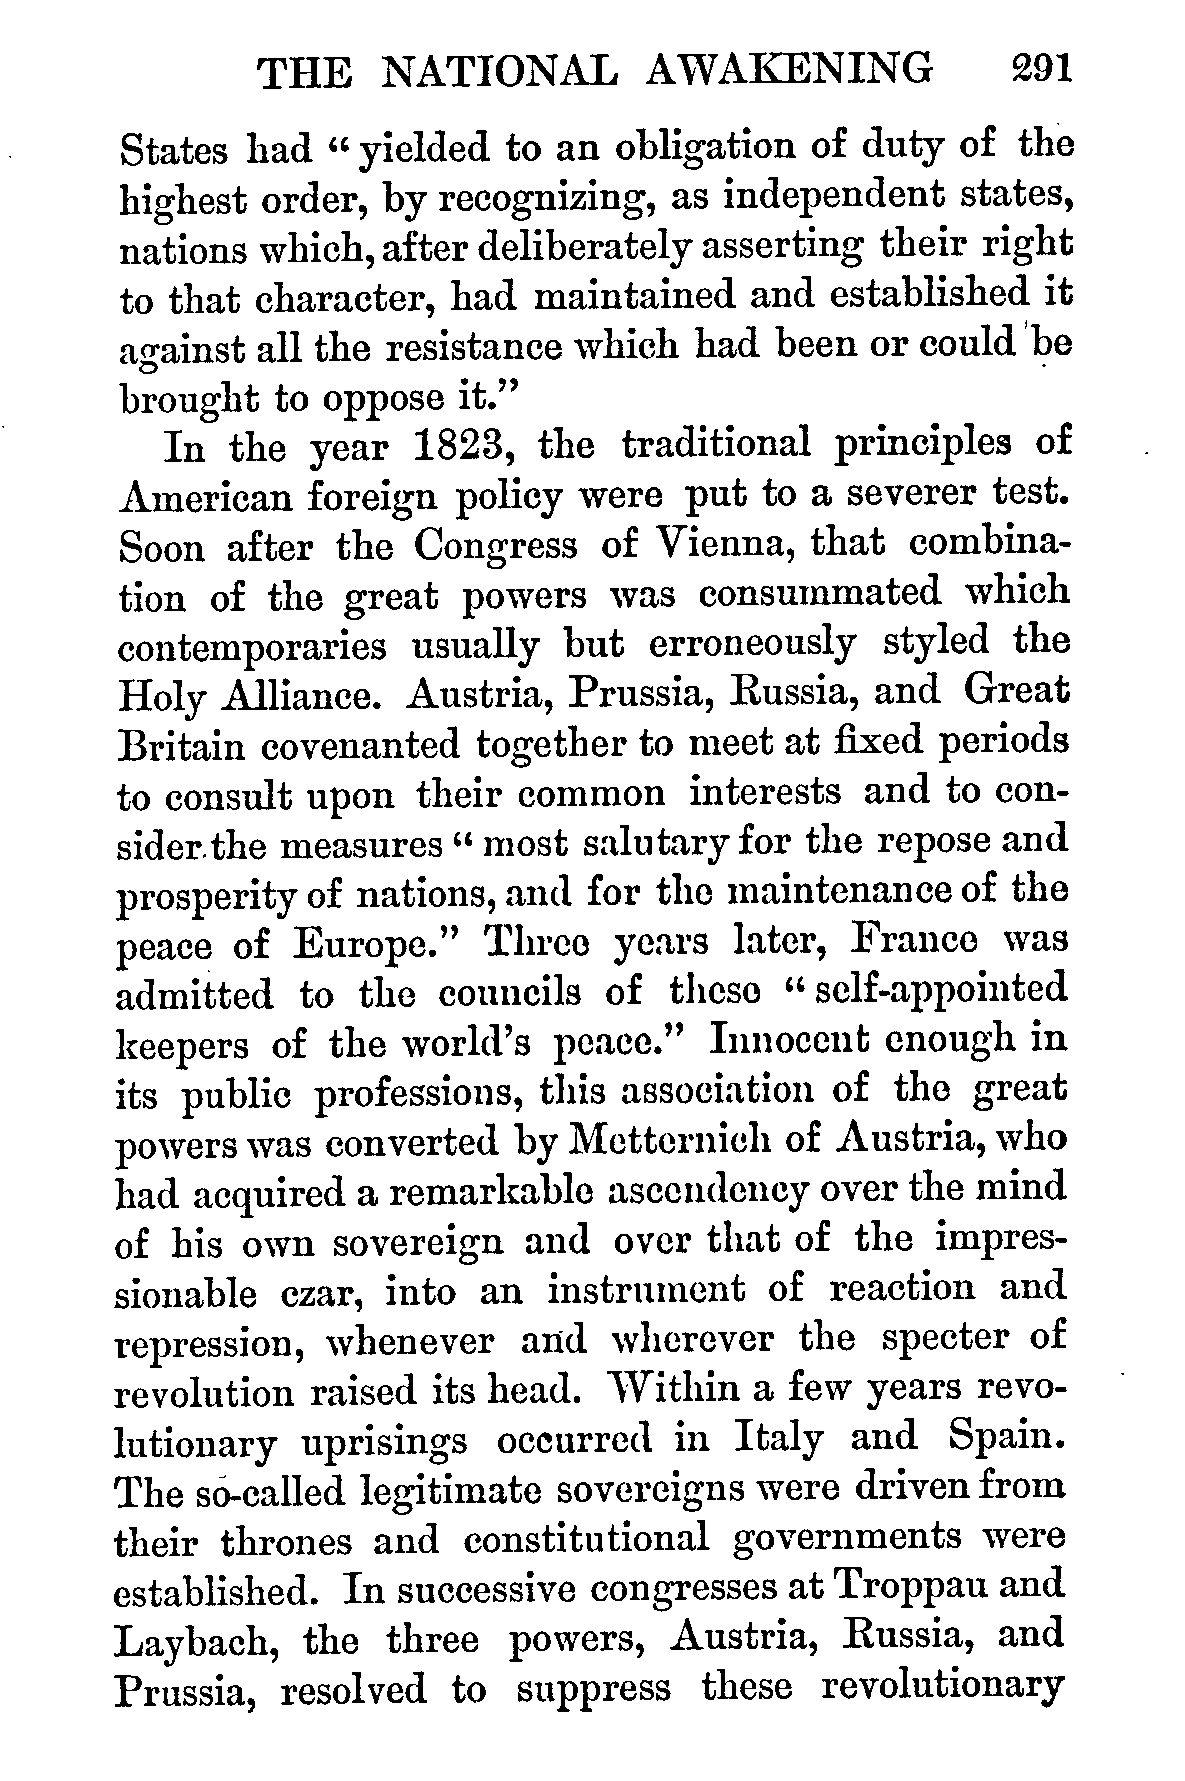 THE NATIONAL AWAKENING 291
States had “yielded to an obligation of duty of the
highest order, by recognizing, as independent states,
nations which, after deliberately asserting their right
to that character, had maintained and established it
against all the resistance which had been or could be
brought to oppose it.”
In the year 1823, the traditional principles of
American foreign policy were put to a severer test.
Soon after the Congress of Vienna, that combina-
tion of the great powers was consummated which
contemporaries usually but erroneously styled the
Holy Alliance. Austria, Prussia, Russia, and Great
Britain covenanted together to meet at fixed periods
to consult upon their common interests and to con-
sider the measures “most salutary for the repose and
prosperity of nations, and for the maintenance of the
peace of Europe.” Three years later, France was
admitted to the councils of these “self-appointed
keepers of the world’s peace.” Innocent enough in
its public professions, this association of the great
powers was converted by Metternich of Austria, who
had acquired a remarkable ascendency over the mind
of his own sovereign and over that of the impres-
sionable czar, into an instrument of reaction and
repression, whenever and wherever the specter of
revolution raised its head. Within a few years revo-
lutionary uprisings occurred in Italy and Spain.
The so-called legitimate sovereigns were driven from
their thrones and constitutional governments were
established. In successive congresses at Troppau and
Laybach, the three powers, Austria, Russia, and
Prussia, resolved to suppress these revolutionary